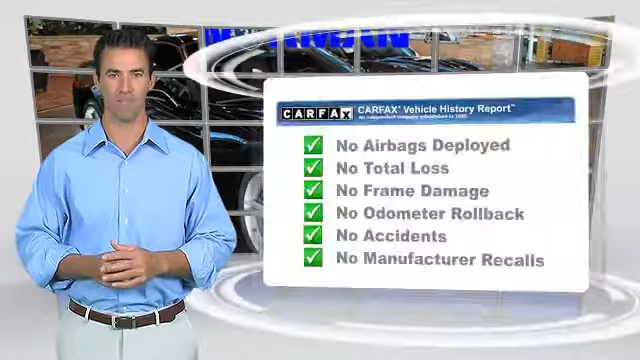 CARFAX CARFAX® Vehicle History Report™
No Airbags Deployed
No Total Loss
No Frame Damage
No Odometer Rollback
No Accidents
No Manufacturer Recalls